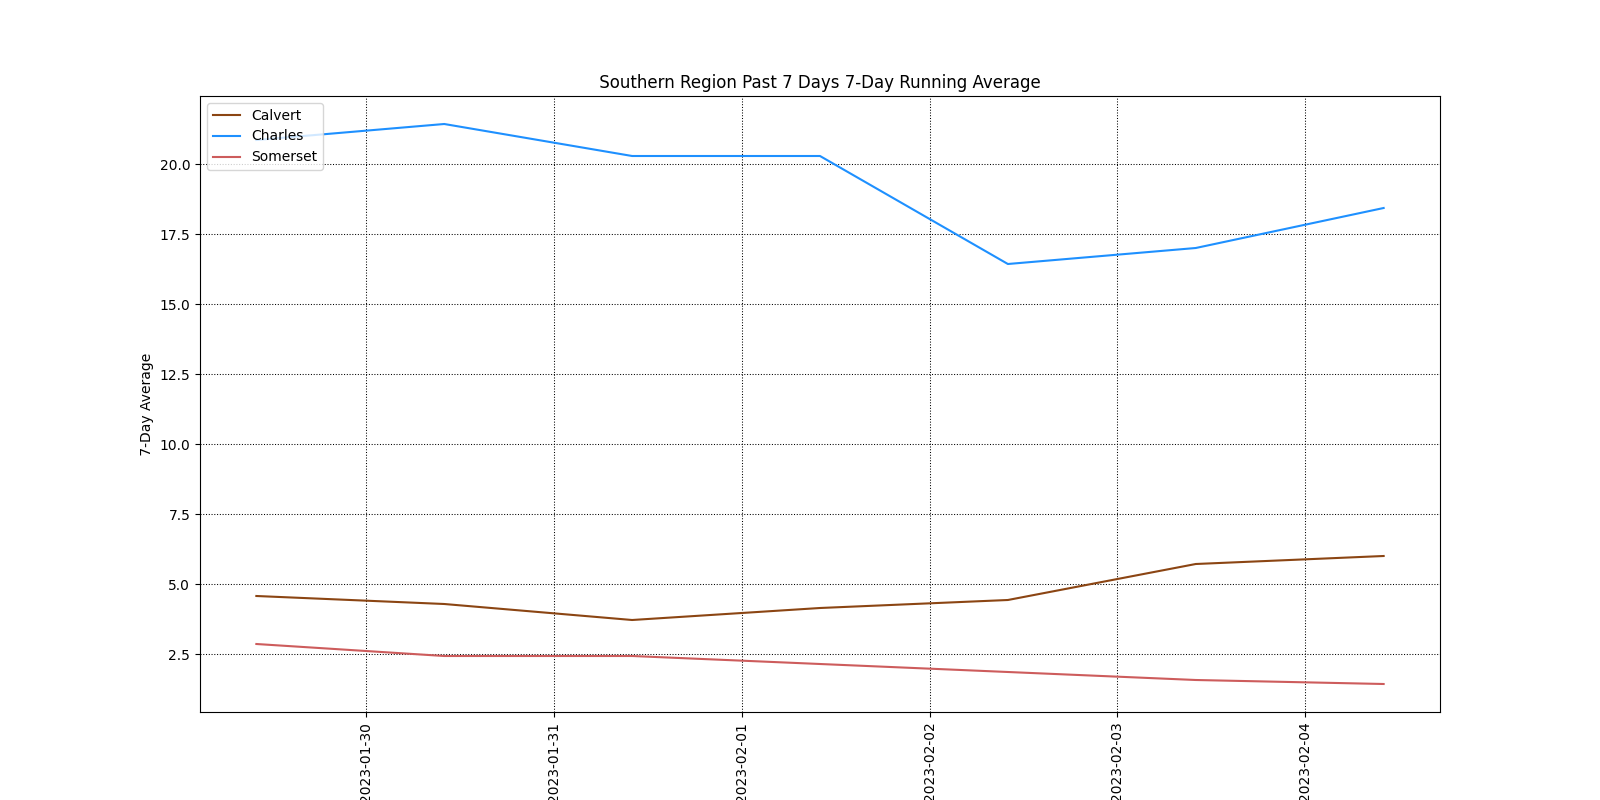 Southern Region Past 7 Days 7-Day Running Average
Calvert
Charles
Somerset
7-Day Average
20.0
17.5
15.0
12.5
10.0
7.5
5.0
2.5
2023-01-30
2023-01-31
2023-02-01
2023-02-02
2023-02-03
2023-02-04